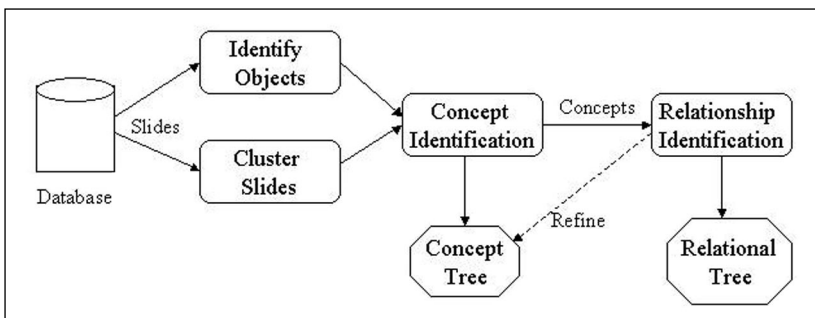 Identify
Objects
Slides
Cluster
Slides
Database
Concept
Identification
Concepts
Relationship
Identification
Refine
Concept
Tree
Relational
Tree